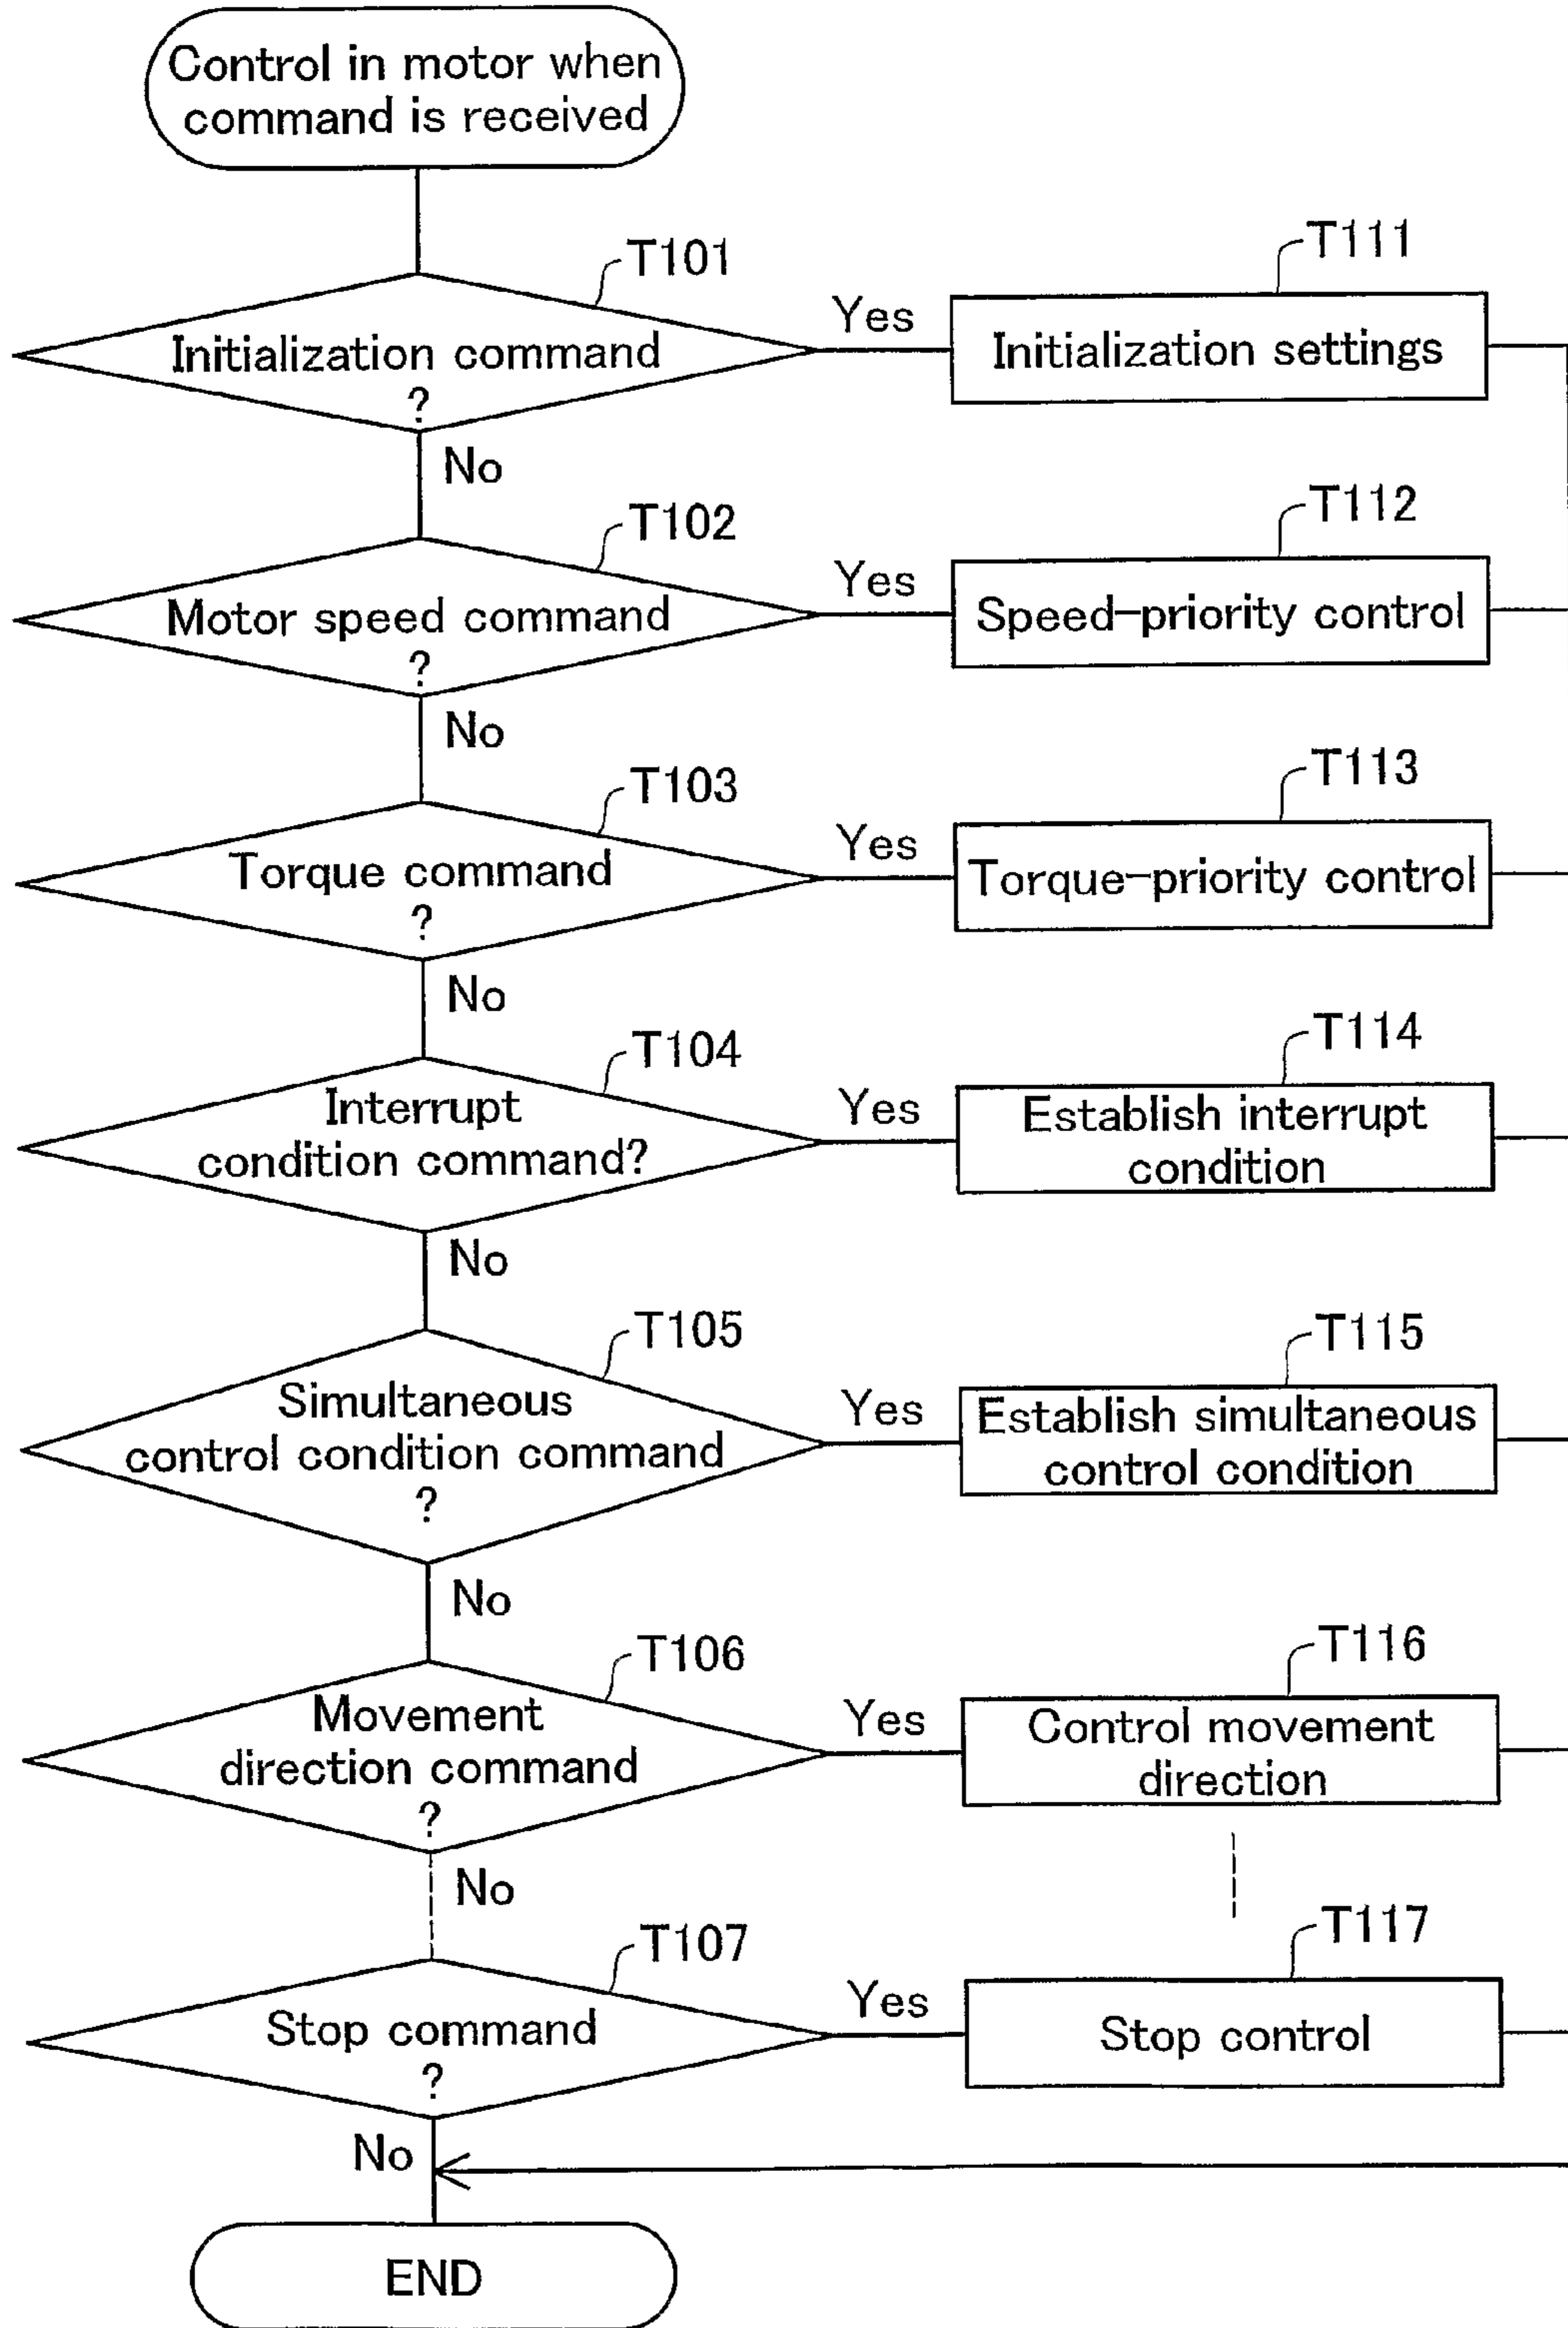 Control in motor when
command is received
T101
Initialization command
?
Yes
T111
Initialization settings
No
T102
Motor speed command
?
Yes
T112
Speed-priority control
No
T103
Torque command
?
Yes
T113
Torque-priority control
No
T104
Interrupt
condition command?
Yes
T114
Establish interrupt
condition
No
T105
Simultaneous
control condition command
?
Yes
T115
Establish simultaneous
control condition
No
T106
Movement
direction command
?
Yes
T116
Control movement
direction
No
T107
Stop command
?
Yes
T117
Stop control
No
END